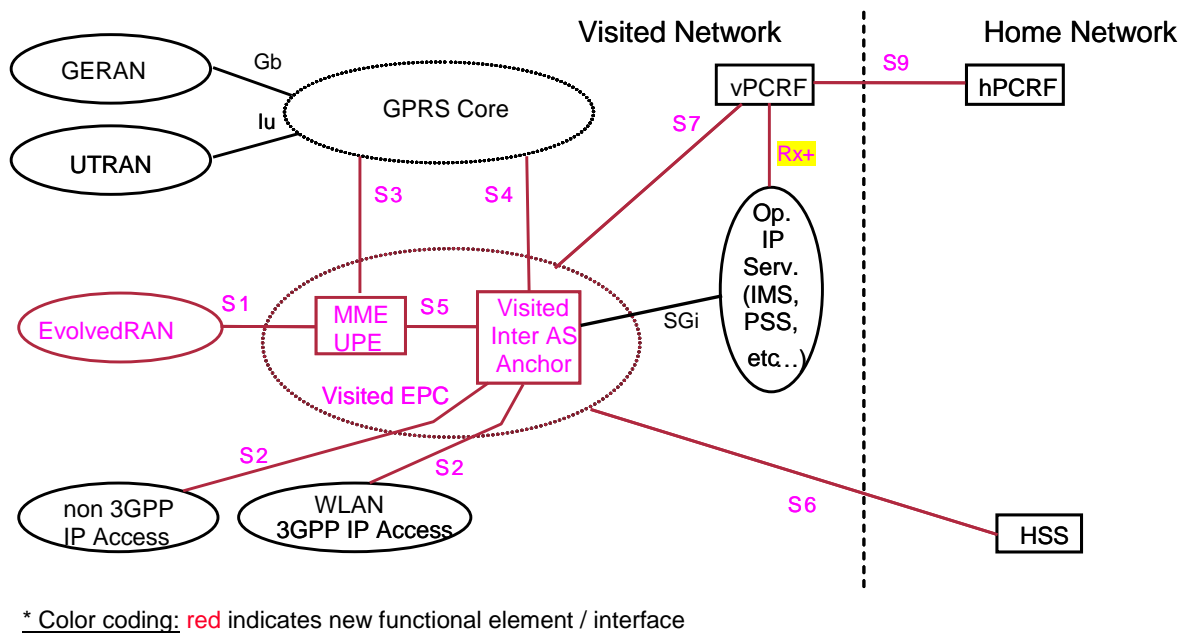 Visited Network
Home Network
GERAN
Gb
GPRS Core
vPCRF
S9
hPCRF
Iu
S7
UTRAN
Rx+
S3
S4
Op.
IP
Serv.
(IMS,
PSS,
etc…)
S1
EvolvedRAN
MME
UPE
S5
Visited
Inter AS
Anchor
SGi
Visited EPC
S2
S2
S6
non 3GPP
IP Access
WLAN
3GPP IP Access
HSS
* Color coding: red indicates new functional element / interface